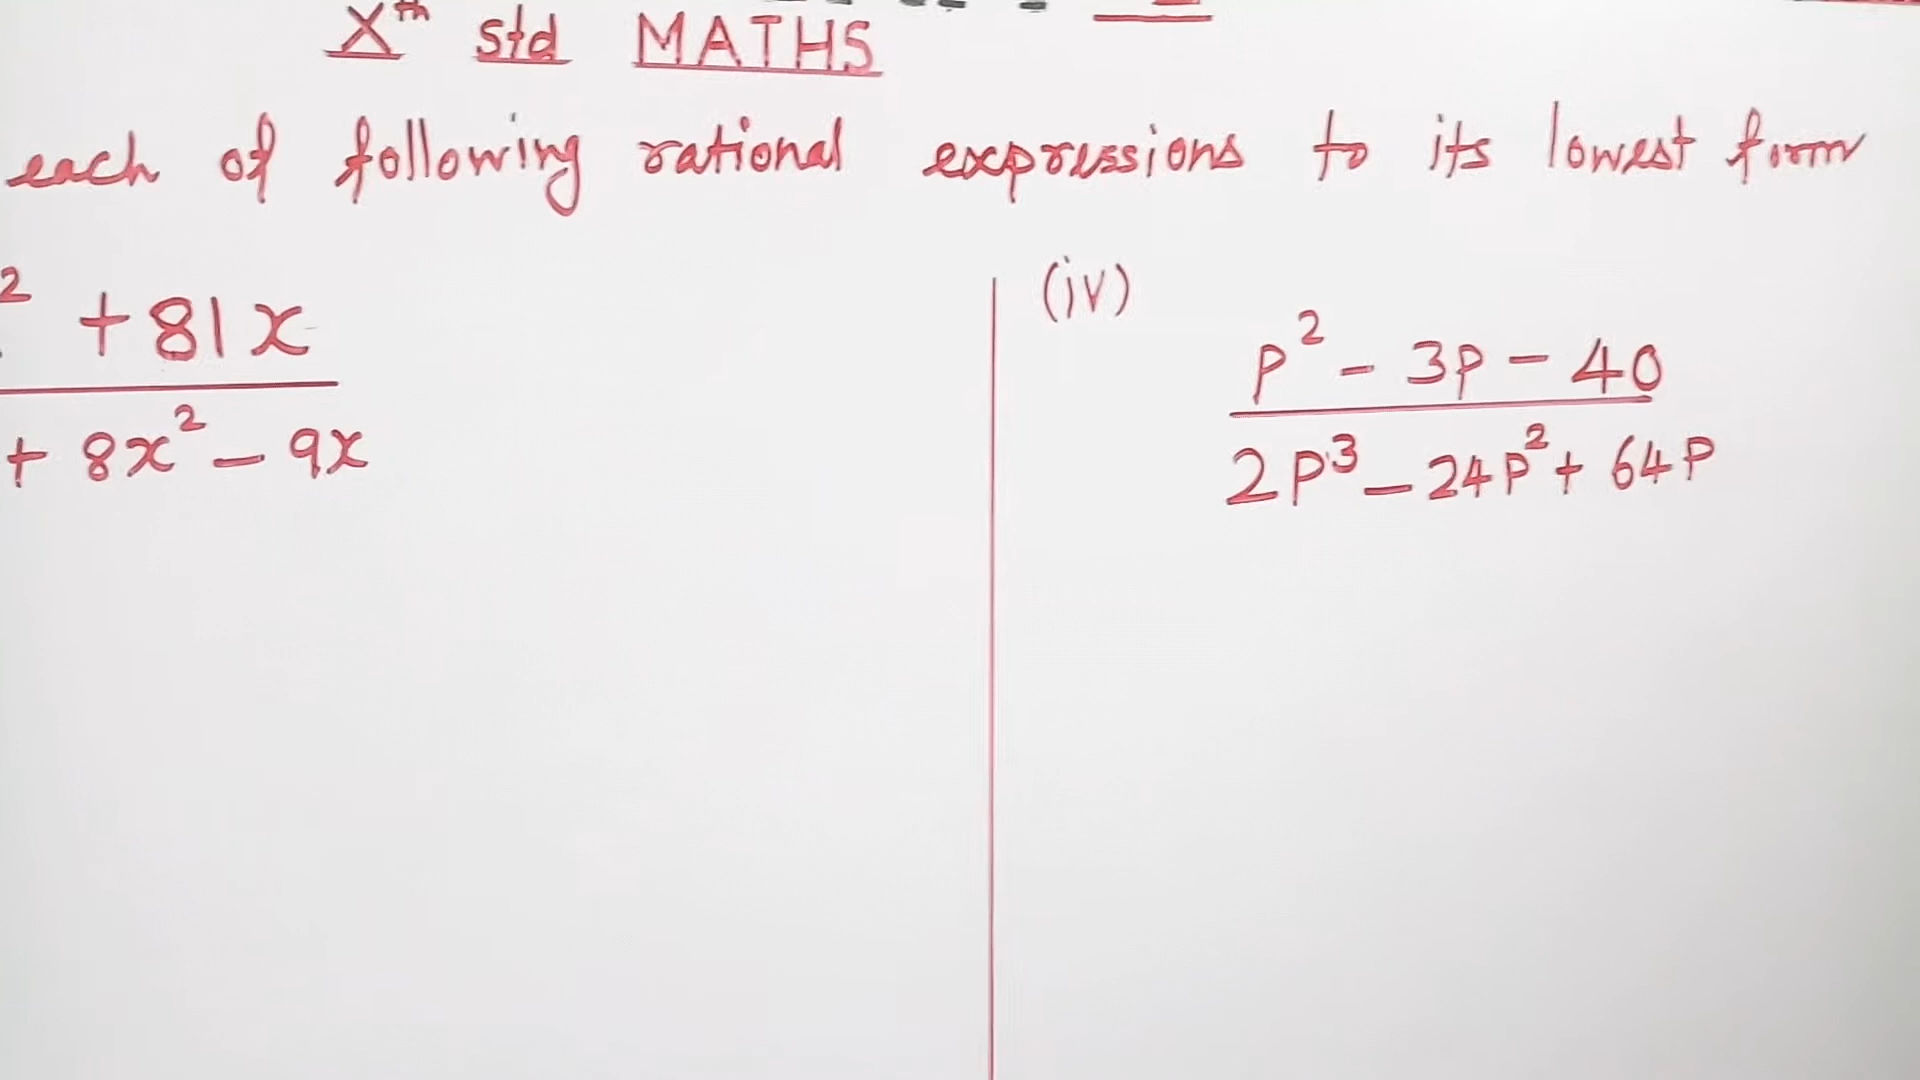 Xth std MATHS
each of following rational expressions to its lowest form
² + 81x
+ 8x² - 9x
(iv)
p² - 3p - 40
2p³ - 24p² + 64p